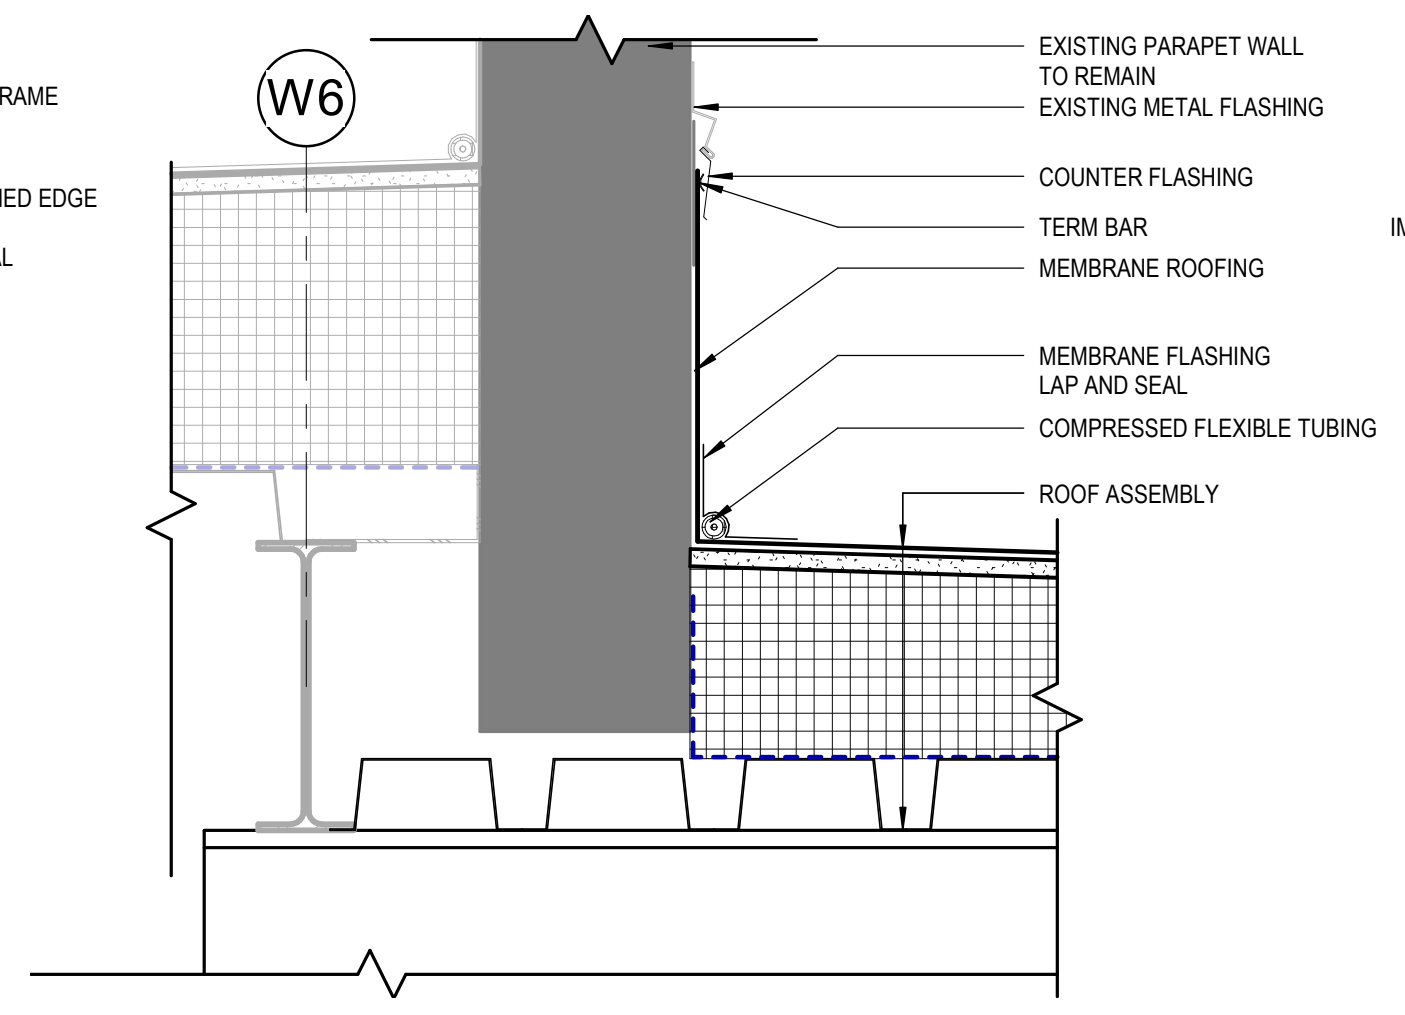 EXISTING PARAPET WALL
TO REMAIN
RAME
W6
EXISTING METAL FLASHING
COUNTER FLASHING
TERM BAR
MEMBRANE ROOFING
MEMBRANE FLASHING
LAP AND SEAL
COMPRESSED FLEXIBLE TUBING
ROOF ASSEMBLY